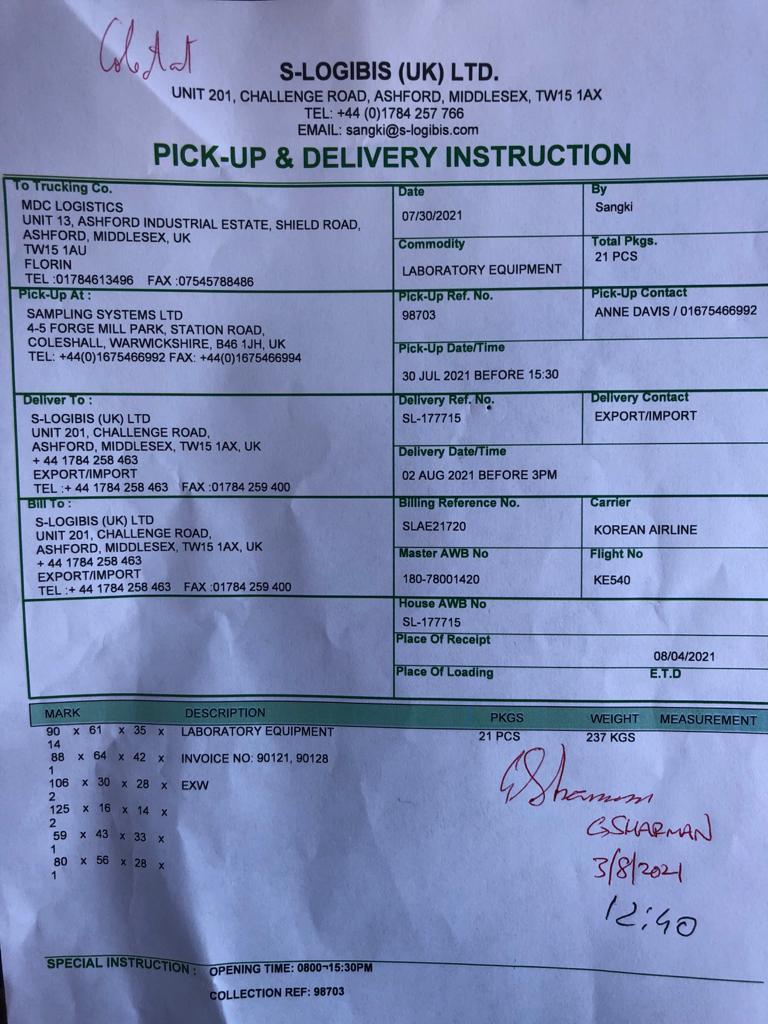 S-LOGIBIS (UK) LTD.
UNIT 201, CHALLENGE ROAD, ASHFORD, MIDDLESEX, TW15 1AX
TEL: +44 (0)1784 257 766
EMAIL: sangki@s-logibis.com
PICK-UP & DELIVERY INSTRUCTION
To Trucking Co.
MDC LOGISTICS
UNIT 13, ASHFORD INDUSTRIAL ESTATE, SHIELD ROAD,
ASHFORD, MIDDLESEX, UK
TW15 1AU
FLORIN
TEL :01784613496 FAX :07545788486
Date
07/30/2021
By
Sangki
Commodity
LABORATORY EQUIPMENT
Total Pkgs.
21 PCS
Pick-Up At :
SAMPLING SYSTEMS LTD
4-5 FORGE MILL PARK, STATION ROAD,
COLESHALL, WARWICKSHIRE, B46 1JH, UK
TEL: +44(0)1675466992 FAX: +44(0)1675466994
Pick-Up Ref. No.
98703
Pick-Up Contact
ANNE DAVIS / 01675466992
Pick-Up Date/Time
30 JUL 2021 BEFORE 15:30
Deliver To :
S-LOGIBIS (UK) LTD
UNIT 201, CHALLENGE ROAD,
ASHFORD, MIDDLESEX, TW15 1AX, UK
+ 44 1784 258 463
EXPORT/IMPORT
TEL :+ 44 1784 258 463 FAX :01784 259 400
Delivery Ref. No.
SL-177715
Delivery Contact
EXPORT/IMPORT
Delivery Date/Time
02 AUG 2021 BEFORE 3PM
Bill To :
S-LOGIBIS (UK) LTD
UNIT 201, CHALLENGE ROAD,
ASHFORD, MIDDLESEX, TW15 1AX, UK
+ 44 1784 258 463
EXPORT/IMPORT
TEL :+ 44 1784 258 463 FAX :01784 259 400
Billing Reference No.
SLAE21720
Carrier
KOREAN AIRLINE
Master AWB No
180-78001420
Flight No
KE540
House AWB No
SL-177715
Place Of Receipt
08/04/2021
Place Of Loading
E.T.D
MARK DESCRIPTION PKGS WEIGHT MEASUREMENT
90 x 61 x 35 x LABORATORY EQUIPMENT 21 PCS 237 KGS
14
88 x 64 x 42 x INVOICE NO: 90121, 90128
1
106 x 30 x 28 x EXW
2
125 x 16 x 14 x
2
59 x 43 x 33 x
1
80 x 56 x 28 x
1
GSharman
G SHARMAN
3/8/2021
12:40
SPECIAL INSTRUCTION : OPENING TIME: 0800~15:30PM
COLLECTION REF: 98703